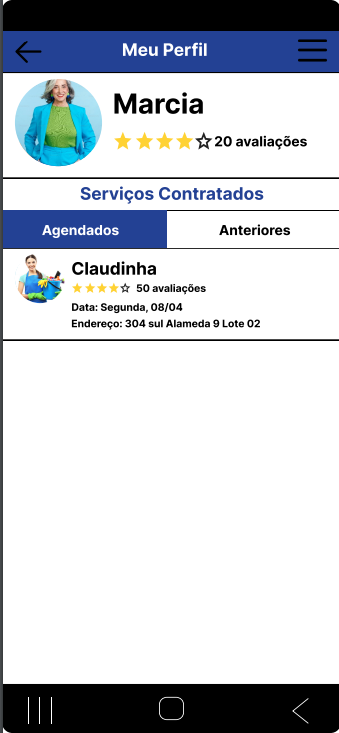 Meu Perfil
Marcia
20 avaliações
Serviços Contratados
Agendados
Anteriores
Claudinha
50 avaliações
Data: Segunda, 08/04
Endereço: 304 sul Alameda 9 Lote 02